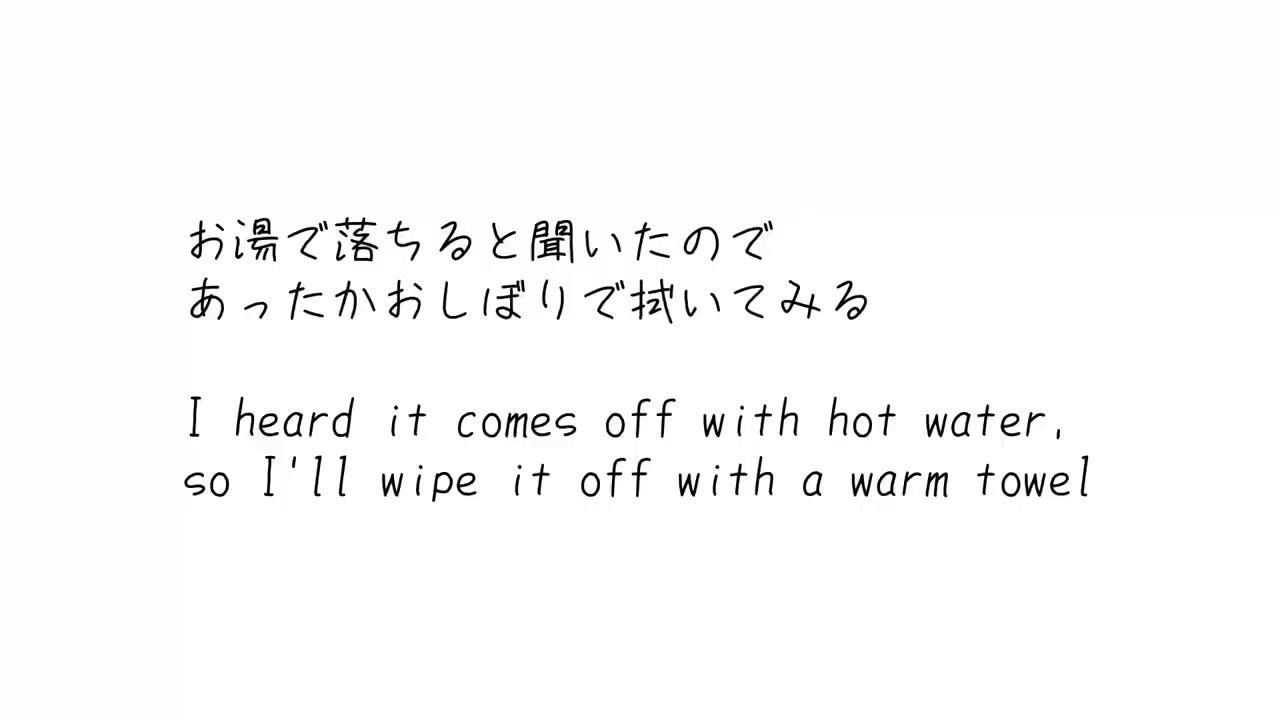 お湯で落ちると聞いたので
あったかおしぼりで拭いてみる
I heard it comes off with hot water,
so I'll wipe it off with a warm towel